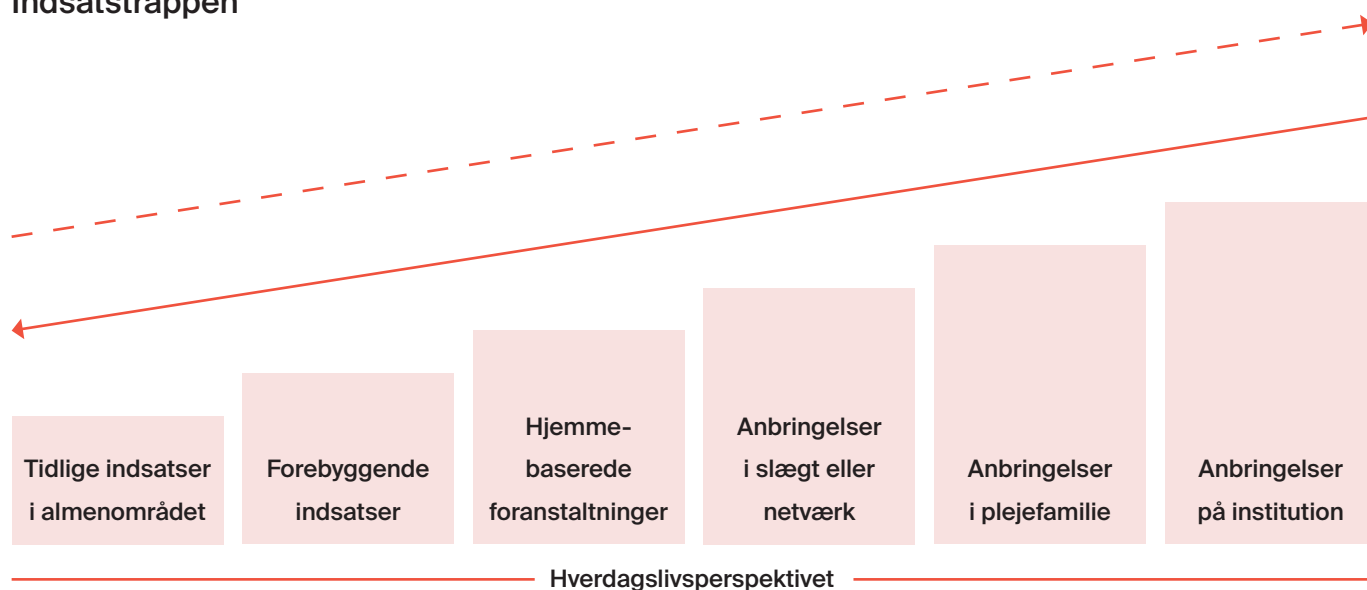 Indsatstrappen
Tidlige indsatser
i almenområdet
Forebyggende
indsatser
Hjemme-
baserede
foranstaltninger
Anbringelser
i slægt eller
netværk
Anbringelser
i plejefamilie
Anbringelser
på institution
Hverdagslivsperspektivet